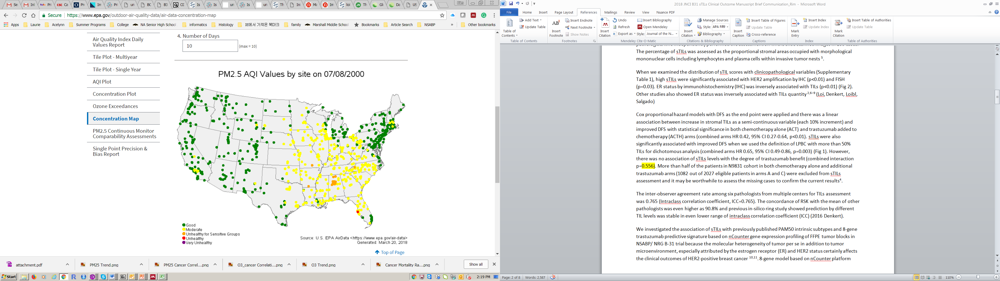 Secure
https://www.epa.gov/outdoor-air-quality-data/air-data-concentration-map
Apps
Laurie
Acelynn
Summer Programs
College
NA Senior High School
informatics
Histology
IE에서 가져온 북마크
family
Marshall Middle School
Bookmarks
Article Search
NSABP
»
Other bookmarks
Air Quality Index Daily
Values Report
Tile Plot - Multiyear
Tile Plot - Single Year
AQI Plot
Concentration Plot
Ozone Exceedances
Concentration Map
PM2.5 Continuous Monitor
Comparability Assessments
Single Point Precision &
Bias Report
4. Number of Days
10
(max = 10)
PM2.5 AQI Values by site on 07/08/2000
Good
Moderate
Unhealthy for Sensitive Groups
Unhealthy
Very Unhealthy
Source: U.S. EPA AirData <https://www.epa.gov/air-data>
Generated: March 20, 2018
Top of Page
attachment.pdf
PM25 Trend.png
PM25 Cancer Correl....png
O3_cancer Correlati....png
O3 Trend.png
Cancer Mortality Ra....png
Show all
Start
2:19 PM
2018 JNCI B31 sTILs Clinical Outcome Manuscript Brief Communication_Rim - Microsoft Word
File
Home
Insert
Page Layout
References
Mailings
Review
View
Nuance PDF
Table of
Contents
Add Text
Update Table
Table of Contents
AB1
Insert
Footnote
Insert Endnote
Next Footnote
Show Notes
Footnotes
Insert
Citation
Undo
Refresh
Export as
Insert Bibliography
Open Mendeley
Style: Journal of the N...
Mendeley Cite-O-Matic
Insert
Citation
Manage Sources
Style: APA Fifth
Bibliography
Citations & Bibliography
Insert
Caption
Insert Table of Figures
Update Table
Cross-reference
Captions
Mark
Entry
Insert Index
Update Index
Index
Mark
Citation
Insert Table of Authorities
Update Table
Table of Authorities
The percentage of sTILs was assessed as the proportional stromal areas occupied with morphological
mononuclear cells including lymphocytes and plasma cells within invasive tumor nests 5.
When we examined the distribution of sTIL scores with clinicopathological variables (Supplementary
Table 1), high sTILs were significantly associated with HER2 amplification by IHC (p<0.01) and FISH
(p=0.03). ER status by immunohistochemistry (IHC) was inversely associated with TILs (p<0.01) (Fig 2).
Other studies also showed ER status was inversely associated with TILs quantity 2,6–9 (Loi, Denkert, Loibl,
Salgado)
Cox proportional hazard models with DFS as the end point were applied and there was a linear
association between increase in stromal TILs as a semi-continuous variable (each 10% increment) and
improved DFS with statistical significance in both chemotherapy alone (ACT) and trastuzumab added to
chemotherapy (ACTH) arms (combined arms HR 0.42, 95% CI 0.27-0.64, p<0.01). sTILs were also
significantly associated with improved DFS when we used the definition of LPBC with more than 50%
TILs for dichotomous analysis (combined arms HR 0.65, 95% CI 0.49-0.86, p=0.003) (Fig 1). However,
there was no association of sTILs levels with the degree of trastuzumab benefit (combined interaction
p=0.556). More than half of the patients in N9831 cohort in both chemotherapy alone and additional
trastuzumab arms (1082 out of 2027 eligible patients in arms A and C) were excluded from sTILs
assessment and it may be worthwhile to assess the missing cases to confirm the current results4.
The inter-observer agreement rate among six pathologists from multiple centers for TILs assessment
was 0.765 (Intraclass correlation coefficient, ICC=0.765). The concordance of RSK with the mean of other
pathologists was even higher as 90.8% and previous in-silico ring study showed prediction by different
TIL levels was stable in even lower range of intraclass correlation coefficient (ICC) (2016 Denkert).
We investigated the association of sTILs with previously published PAM50 intrinsic subtypes and 8-gene
trastuzumab predictive signature based on nCounter gene expression profiling of FFPE tumor blocks in
NSABP/ NRG B-31 trial because the molecular heterogeneity of tumor per se in addition to tumor
microenvironment, especially attributed by the estrogen receptor (ER) and HER2 status certainly affects
the clinical outcomes of HER2-positive breast cancer 10,11. 8-gene model based on nCounter platform
Page: 2 of 8
Words: 2,587
110%